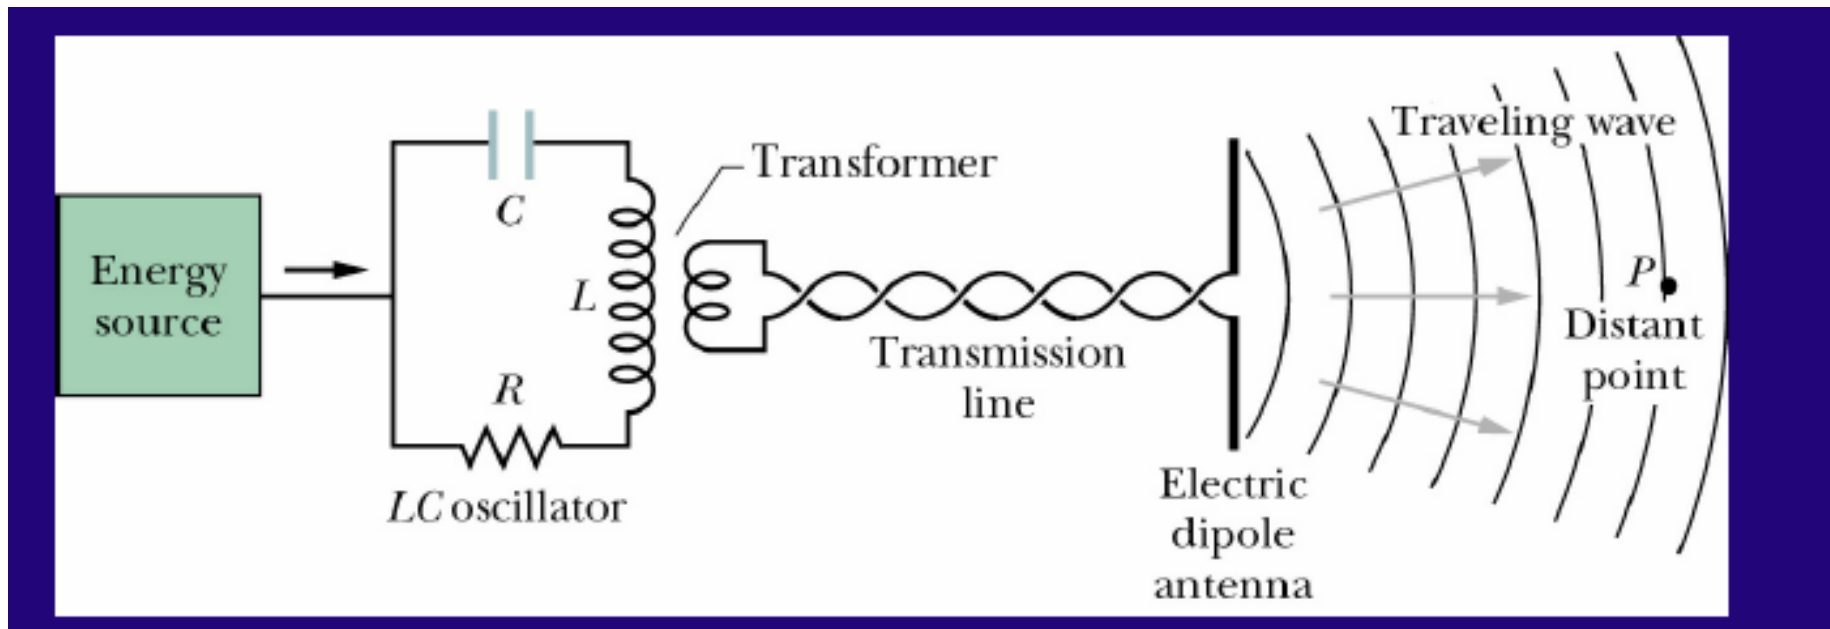 Energy
source
C
L
R
LC oscillator
Transformer
Transmission
line
Electric
dipole
antenna
Traveling wave
P
Distant
point